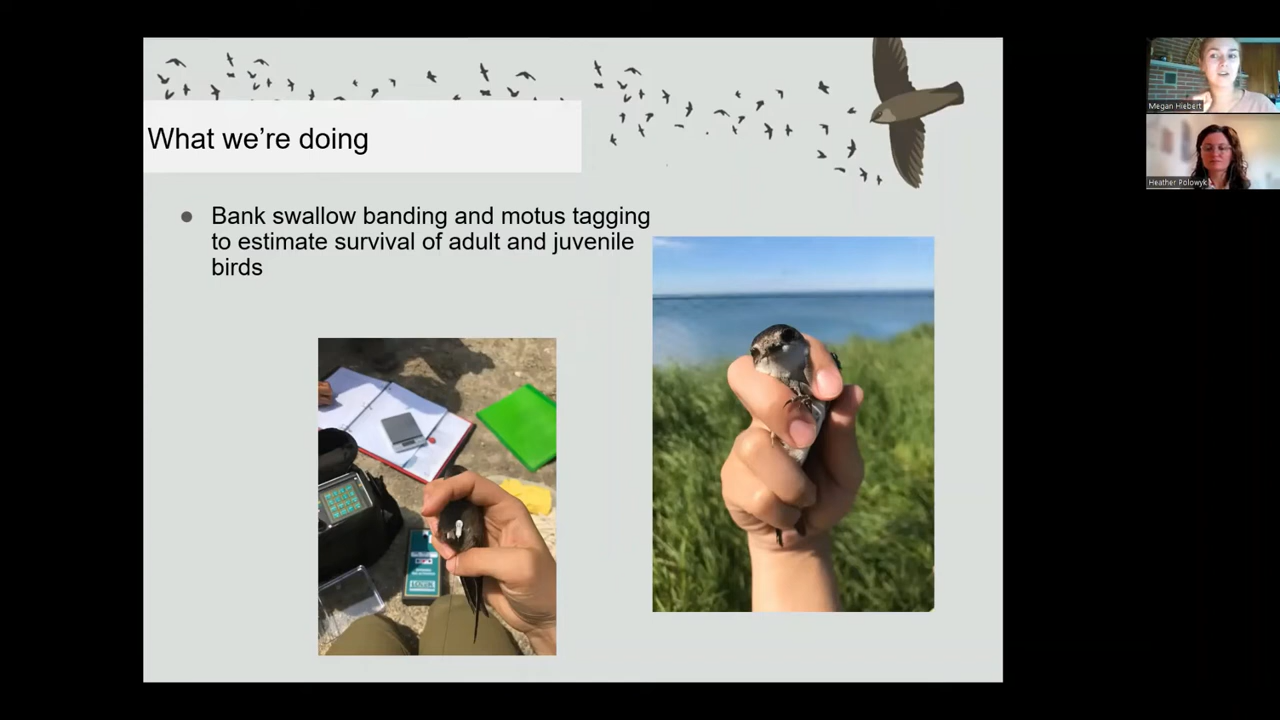 What we're doing
● Bank swallow banding and motus tagging
to estimate survival of adult and juvenile
birds
Megan Hiebert
Heather Polowyk